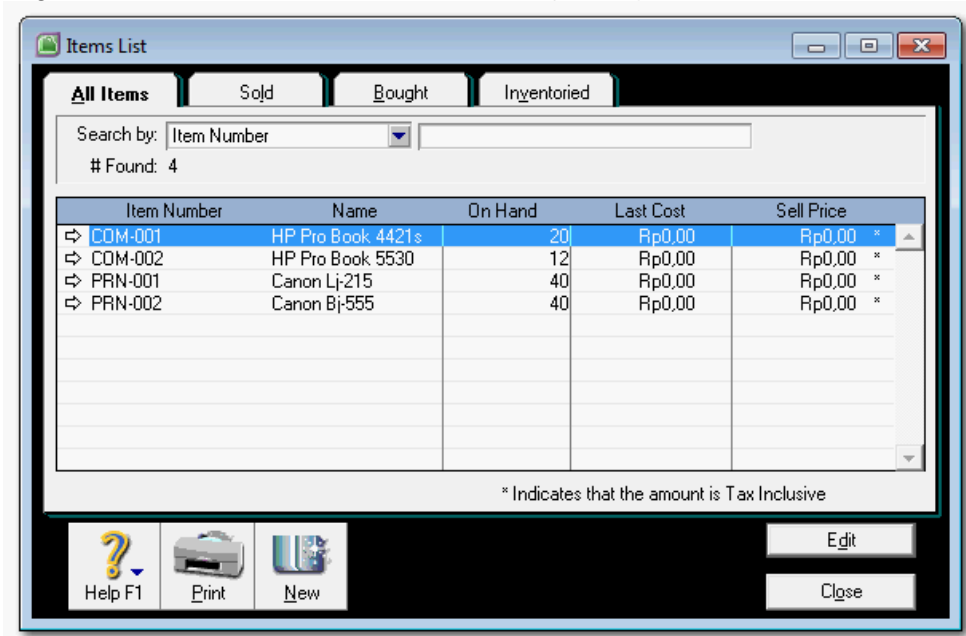 Items List
All Items Sold Bought Inventoried
Search by: Item Number
# Found: 4
Item Number Name On Hand Last Cost Sell Price
COM-001 HP Pro Book 4421s 20 Rp0,00 Rp0,00 *
COM-002 HP Pro Book 5530 12 Rp0,00 Rp0,00 *
PRN-001 Canon Lj-215 40 Rp0,00 Rp0,00 *
PRN-002 Canon Bj-555 40 Rp0,00 Rp0,00 *
* Indicates that the amount is Tax Inclusive
Edit
Help F1 Print New Close